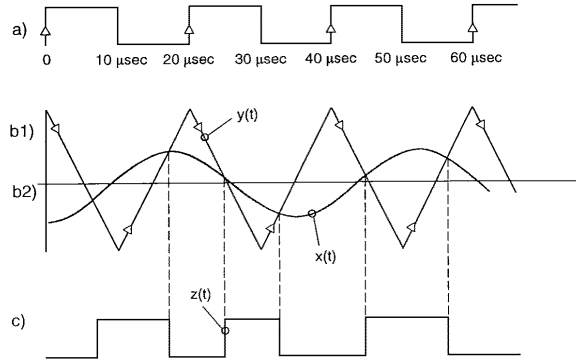 a)
0 10 μsec 20 μsec 30 μsec 40 μsec 50 μsec 60 μsec
b1)
y(t)
b2)
x(t)
z(t)
c)